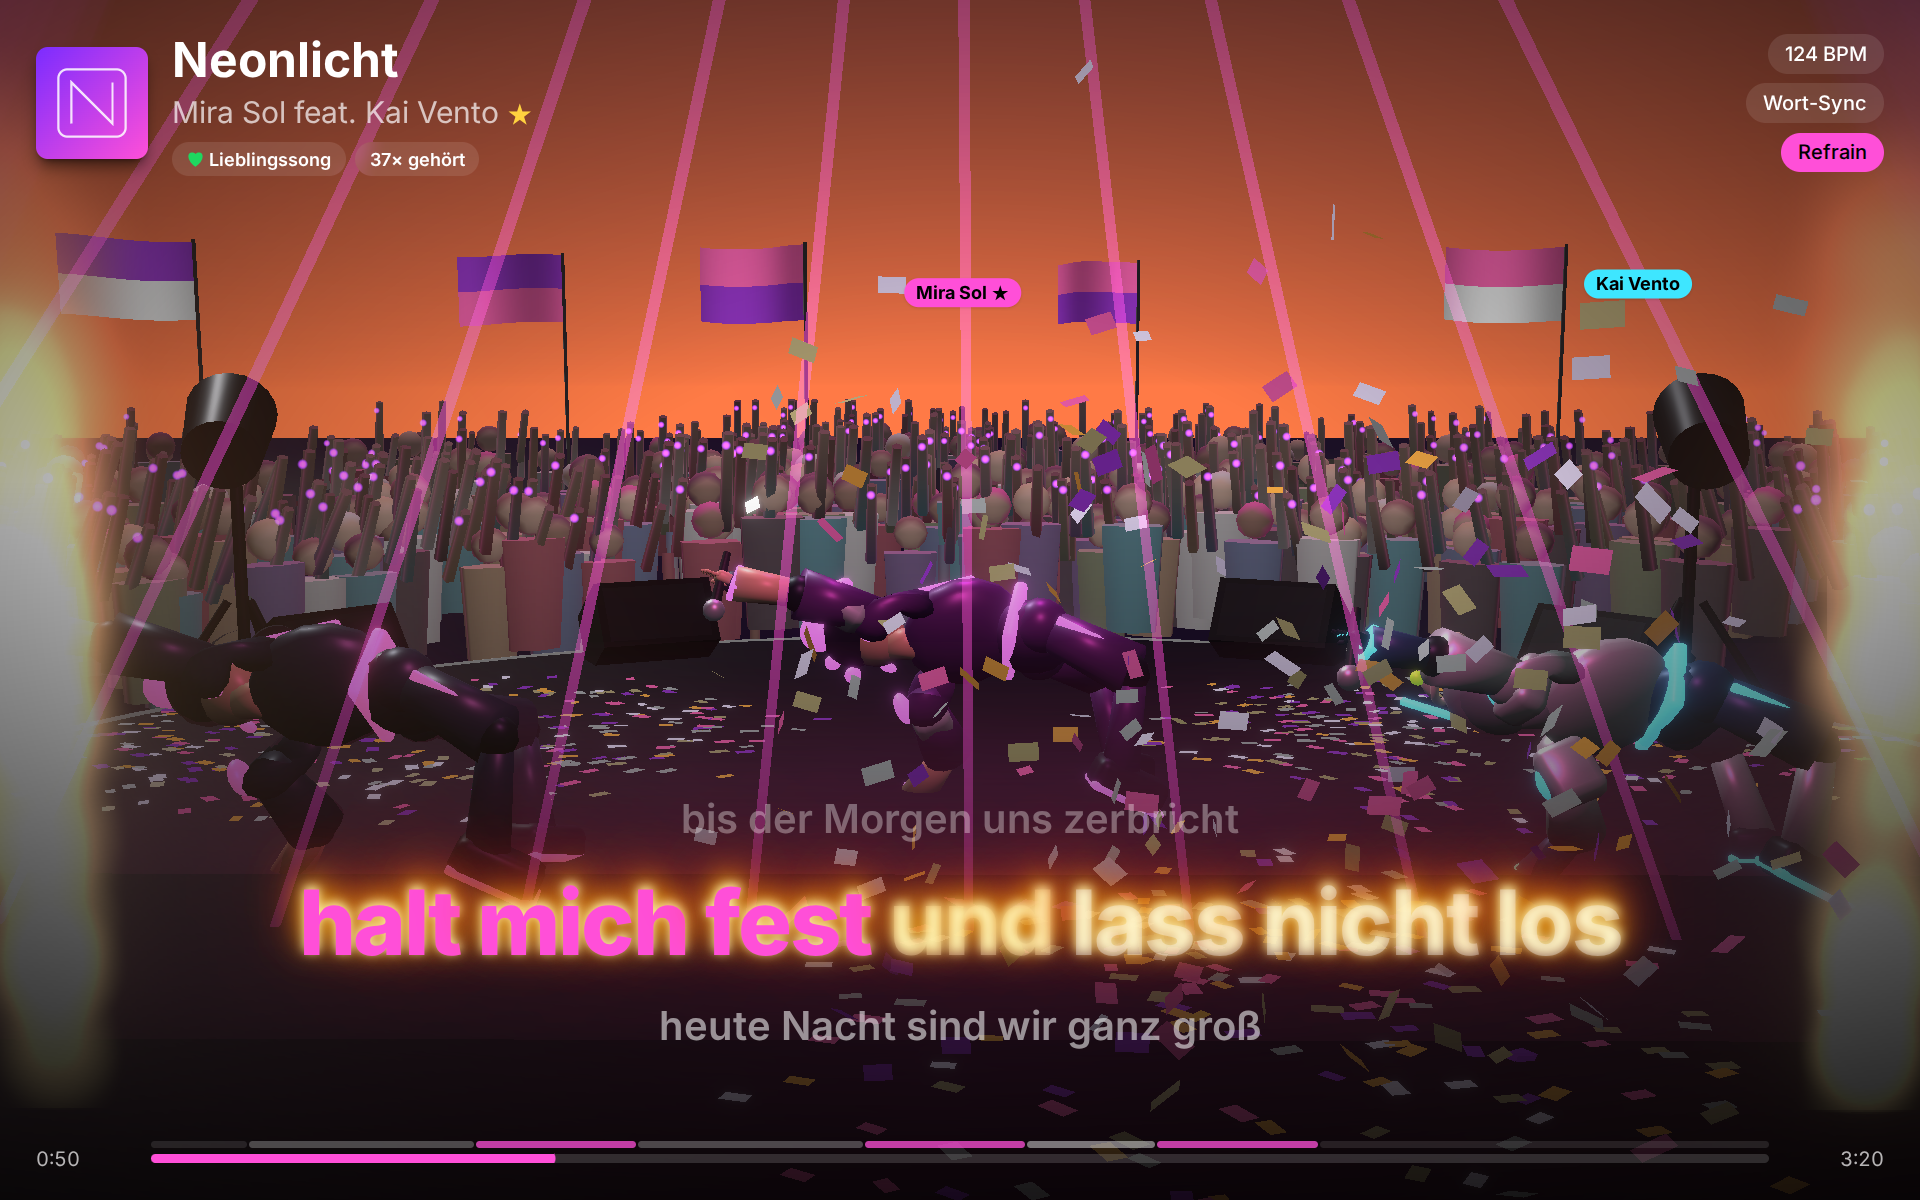 Neonlicht
Mira Sol feat. Kai Vento ★
Lieblingssong
37× gehört
124 BPM
Wort-Sync
Refrain
Mira Sol ★
Kai Vento
bis der Morgen uns zerbricht
halt mich fest und lass nicht los
heute Nacht sind wir ganz groß
0:50
3:20